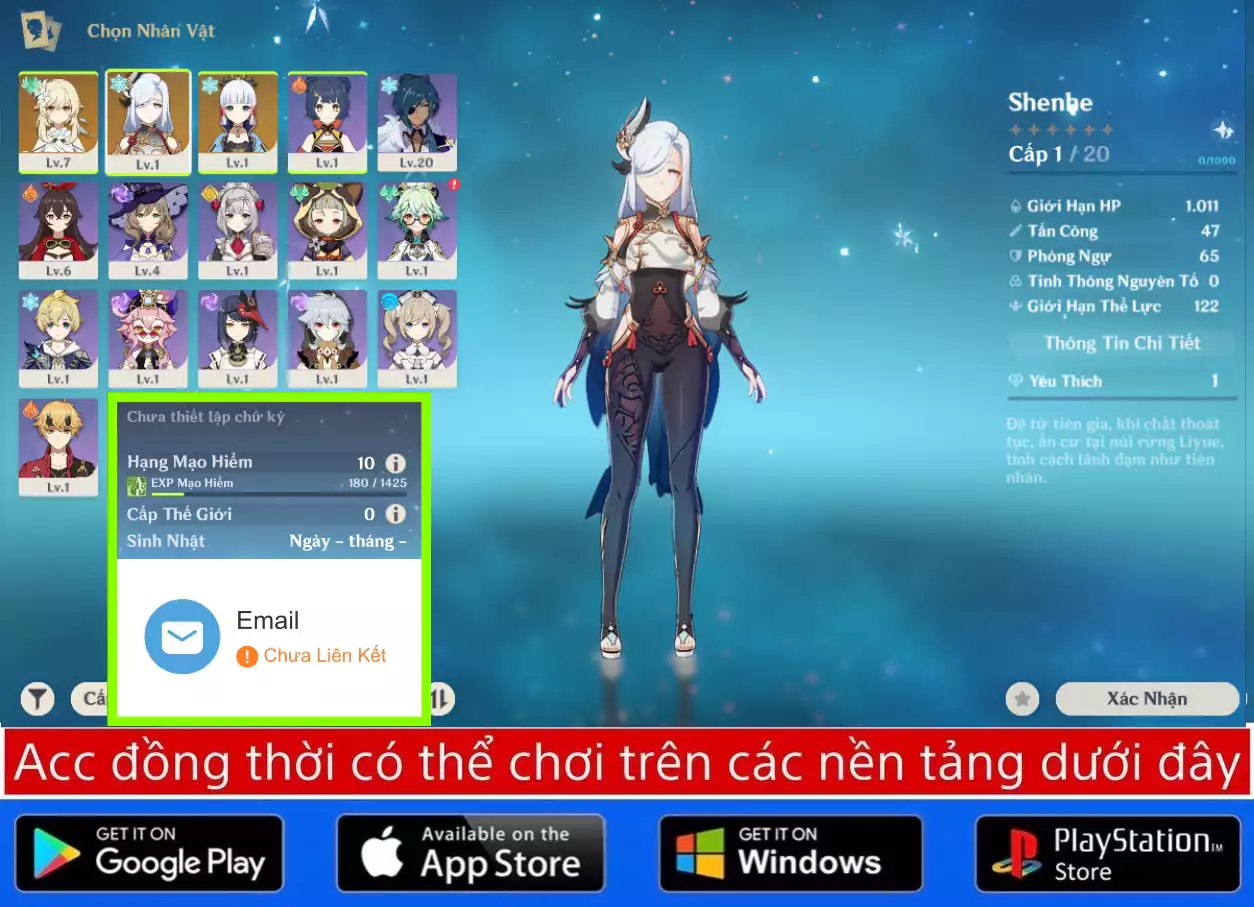 Chọn Nhân Vật
Lv.7
Lv.1
Lv.1
Lv.1
Lv.20
Lv.6
Lv.4
Lv.1
Lv.1
Lv.1
Lv.1
Lv.1
Lv.1
Lv.1
Lv.1
Lv.1
Chưa thiết lập chữ ký
Hạng Mạo Hiểm 10
EXP Mạo Hiểm 180 / 1425
Cấp Thế Giới 0
Sinh Nhật Ngày - tháng -
Email
Chưa Liên Kết
Shenhe
Cấp 1 / 20
0/1000
Giới Hạn HP 1.011
Tấn Công 47
Phòng Ngự 65
Tinh Thông Nguyên Tố 0
Giới Hạn Thể Lực 122
Thông Tin Chi Tiết
Yêu Thích 1
Đệ tử tiên gia, khí chất thoát
tục, ẩn cư tại núi rừng Liyue,
tính cách lãnh đạm như tiên
nhân.
Xác Nhận
Acc đồng thời có thể chơi trên các nền tảng dưới đây
GET IT ON
Google Play
Available on the
App Store
GET IT ON
Windows
PlayStation™
Store